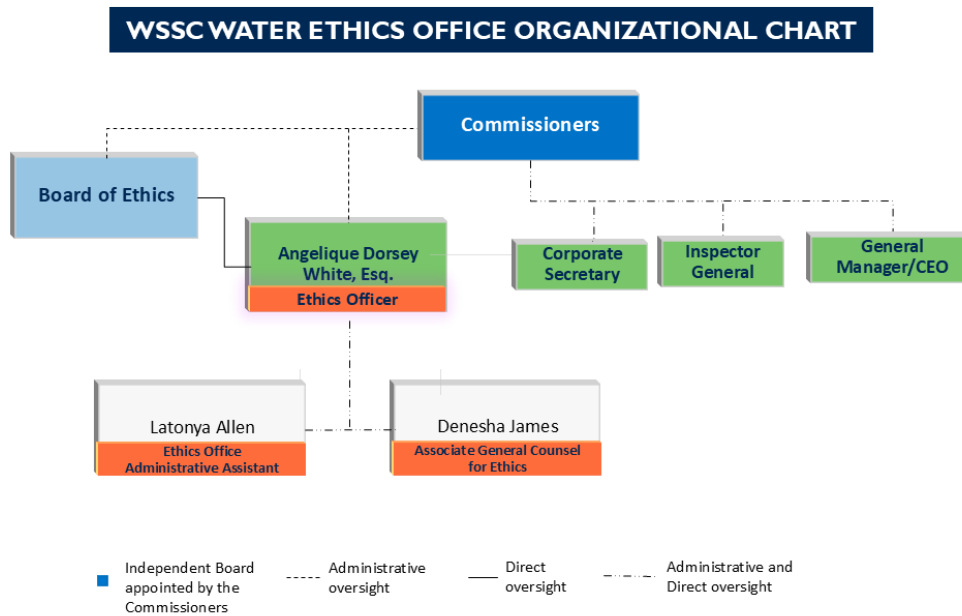 WSSC WATER ETHICS OFFICE ORGANIZATIONAL CHART
Commissioners
Board of Ethics
Angelique Dorsey
White, Esq.
Ethics Officer
Corporate
Secretary
Inspector
General
General
Manager/CEO
Latonya Allen
Ethics Office
Administrative Assistant
Denesha James
Associate General Counsel
for Ethics
Independent Board
appointed by the
Commissioners
Administrative
oversight
Direct
oversight
Administrative and
Direct oversight